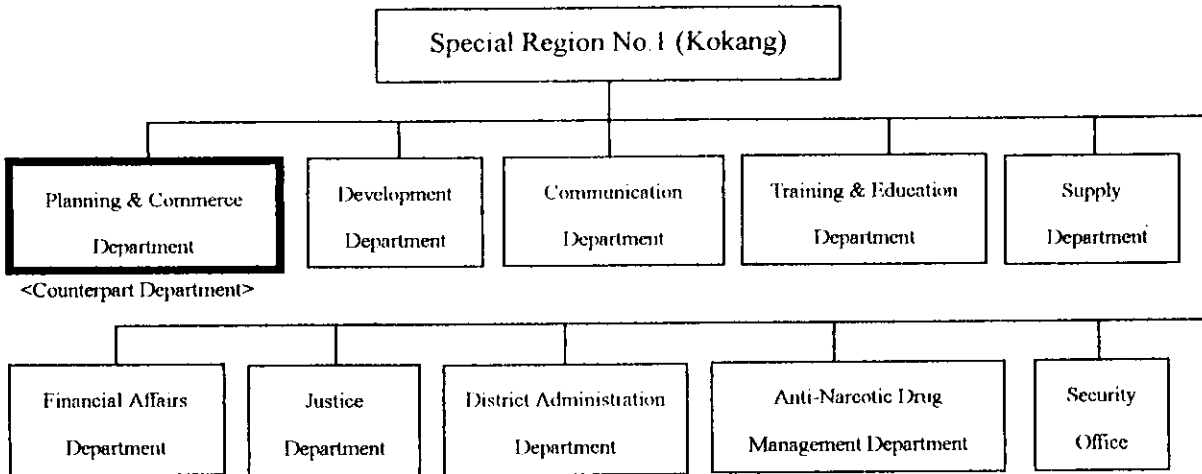 Special Region No.1 (Kokang)
Planning & Commerce
Department
Development
Department
Communication
Department
Training & Education
Department
Supply
Department
<Counterpart Department>
Financial Affairs
Department
Justice
Department
District Administration
Department
Anti-Narcotic Drug
Management Department
Security
Office